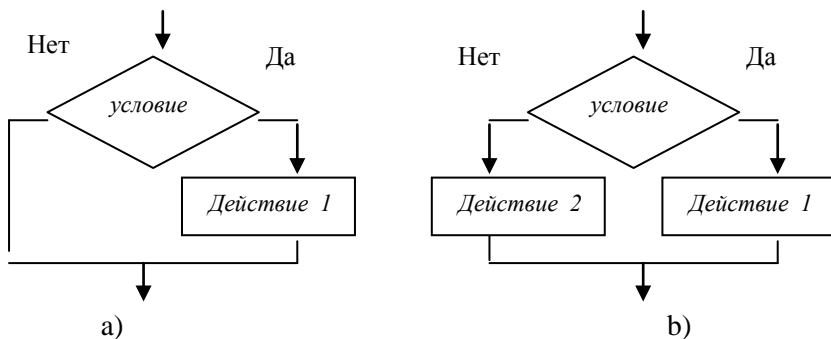 Нет
Да
условие
Действие 1
a)
Нет
Да
условие
Действие 2
Действие 1
b)